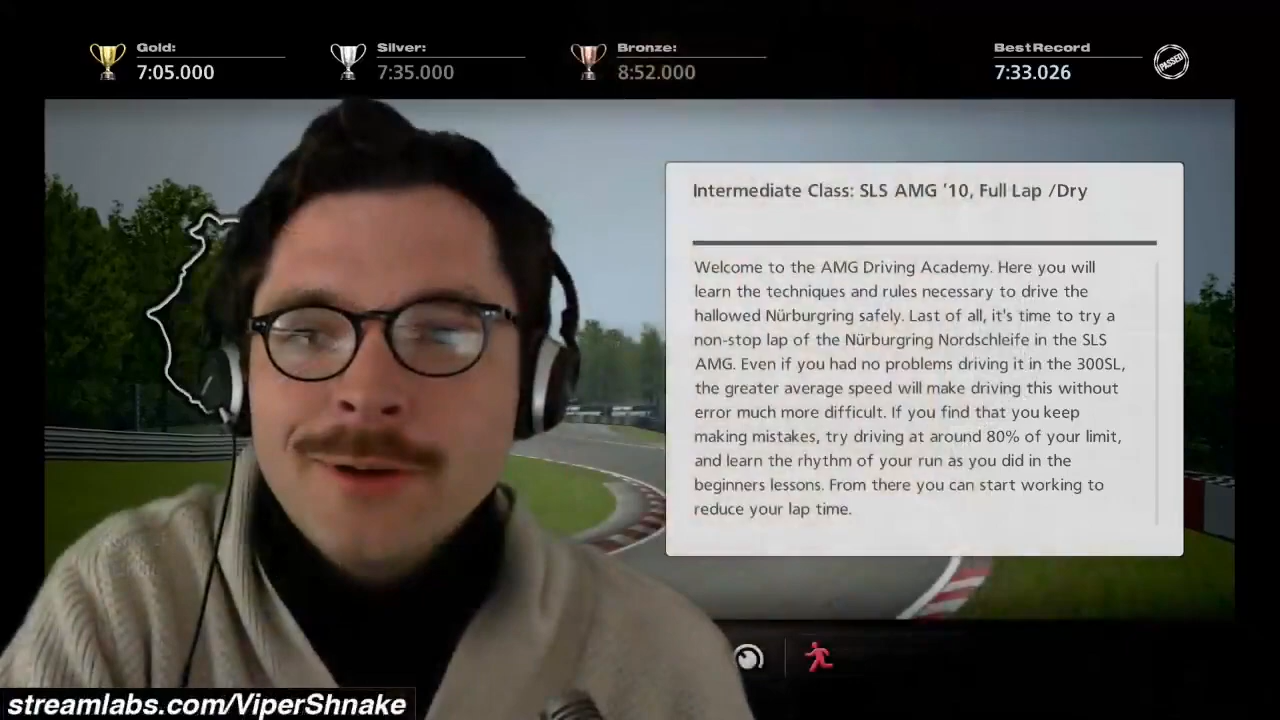 Gold:
7:05.000
Silver:
7:35.000
Bronze:
8:52.000
BestRecord
7:33.026
PASSED
Intermediate Class: SLS AMG '10, Full Lap /Dry
Welcome to the AMG Driving Academy. Here you will
learn the techniques and rules necessary to drive the
hallowed Nürburgring safely. Last of all, it's time to try a
non-stop lap of the Nürburgring Nordschleife in the SLS
AMG. Even if you had no problems driving it in the 300SL,
the greater average speed will make driving this without
error much more difficult. If you find that you keep
making mistakes, try driving at around 80% of your limit,
and learn the rhythm of your run as you did in the
beginners lessons. From there you can start working to
reduce your lap time.
streamlabs.com/ViperShnake